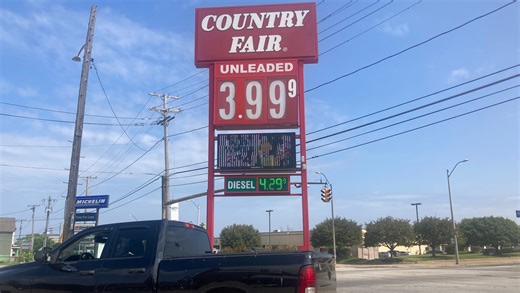 COUNTRY
FAIR®
UNLEADED
3.99 9
DIESEL 4.29 9
MICHELIN